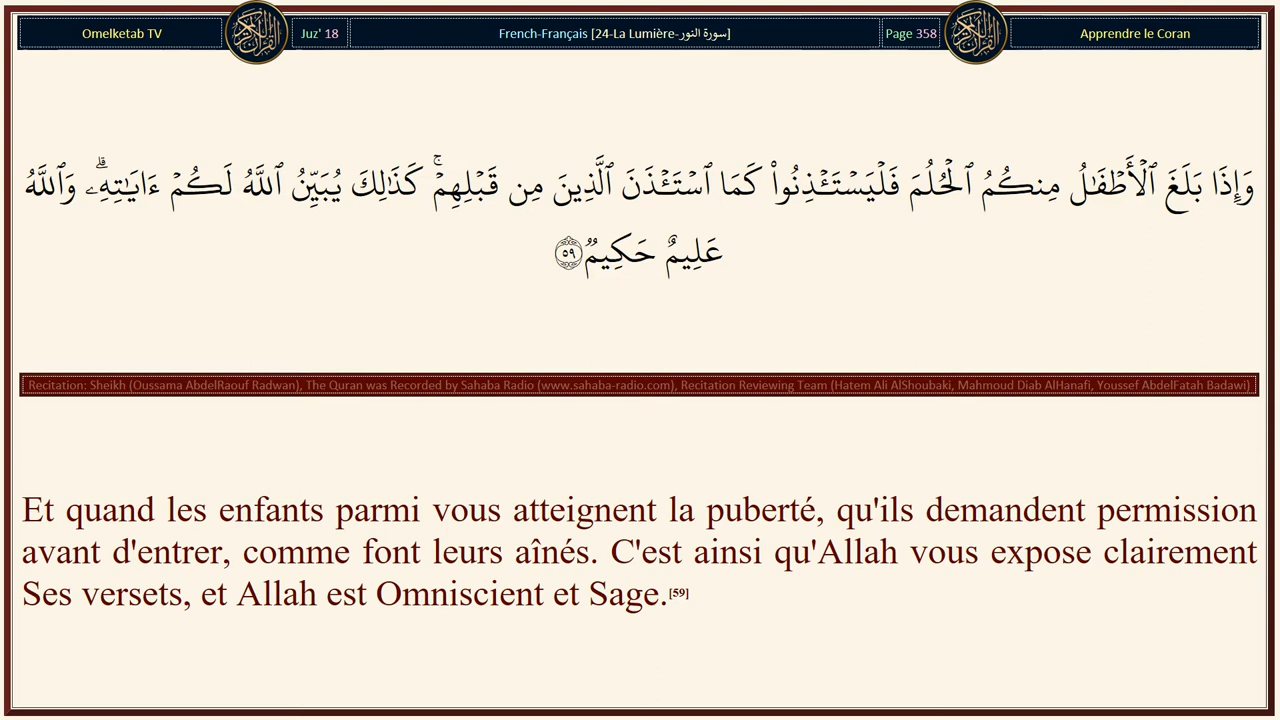 Omelketab TV
Juz' 18
French-Français [24-La Lumière-سورة النور]
Page 358
Apprendre le Coran
وَإِذَا بَلَغَ ٱلۡأَطۡفَٰلُ مِنكُمُ ٱلۡحُلُمَ فَلۡيَسۡتَـٔۡذِنُواْ كَمَا ٱسۡتَـٔۡذَنَ ٱلَّذِينَ مِن قَبۡلِهِمۡۚ كَذَٰلِكَ يُبَيِّنُ ٱللَّهُ لَكُمۡ ءَايَٰتِهِۦۗ وَٱللَّهُ
عَلِيمٌ حَكِيمٞ ٥٩
Recitation: Sheikh (Oussama AbdelRaouf Radwan), The Quran was Recorded by Sahaba Radio (www.sahaba-radio.com), Recitation Reviewing Team (Hatem Ali AlShoubaki, Mahmoud Diab AlHanafi, Youssef AbdelFatah Badawi)
Et quand les enfants parmi vous atteignent la puberté, qu'ils demandent permission
avant d'entrer, comme font leurs aînés. C'est ainsi qu'Allah vous expose clairement
Ses versets, et Allah est Omniscient et Sage.[59]